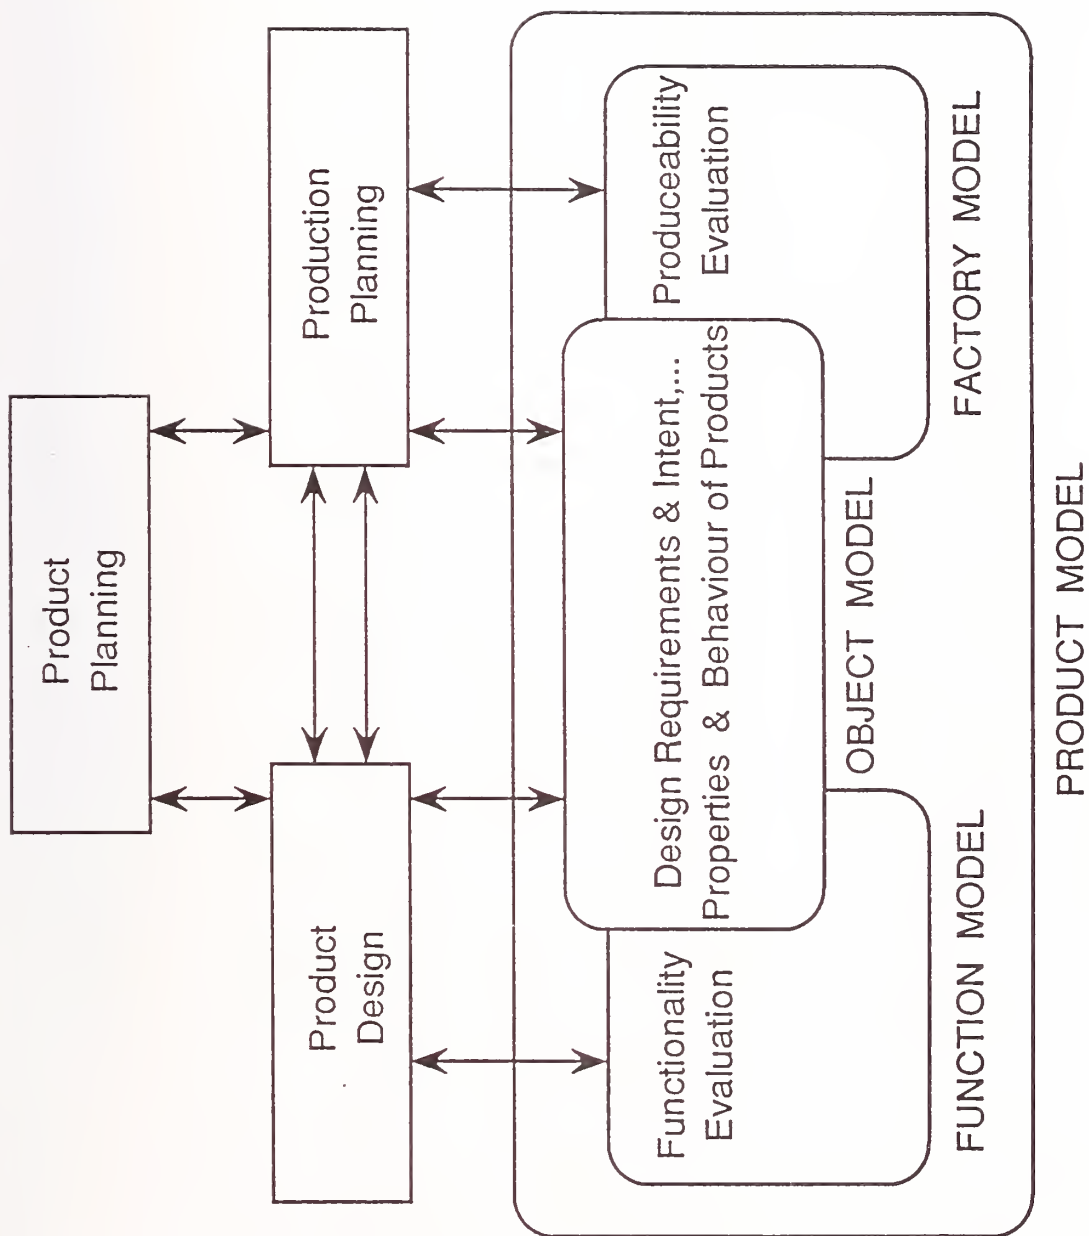 Product
Planning
Product
Design
Production
Planning
Functionality
Evaluation
Design Requirements & Intent,...
Properties & Behaviour of Products
Produceability
Evaluation
OBJECT MODEL
FUNCTION MODEL
FACTORY MODEL
PRODUCT MODEL